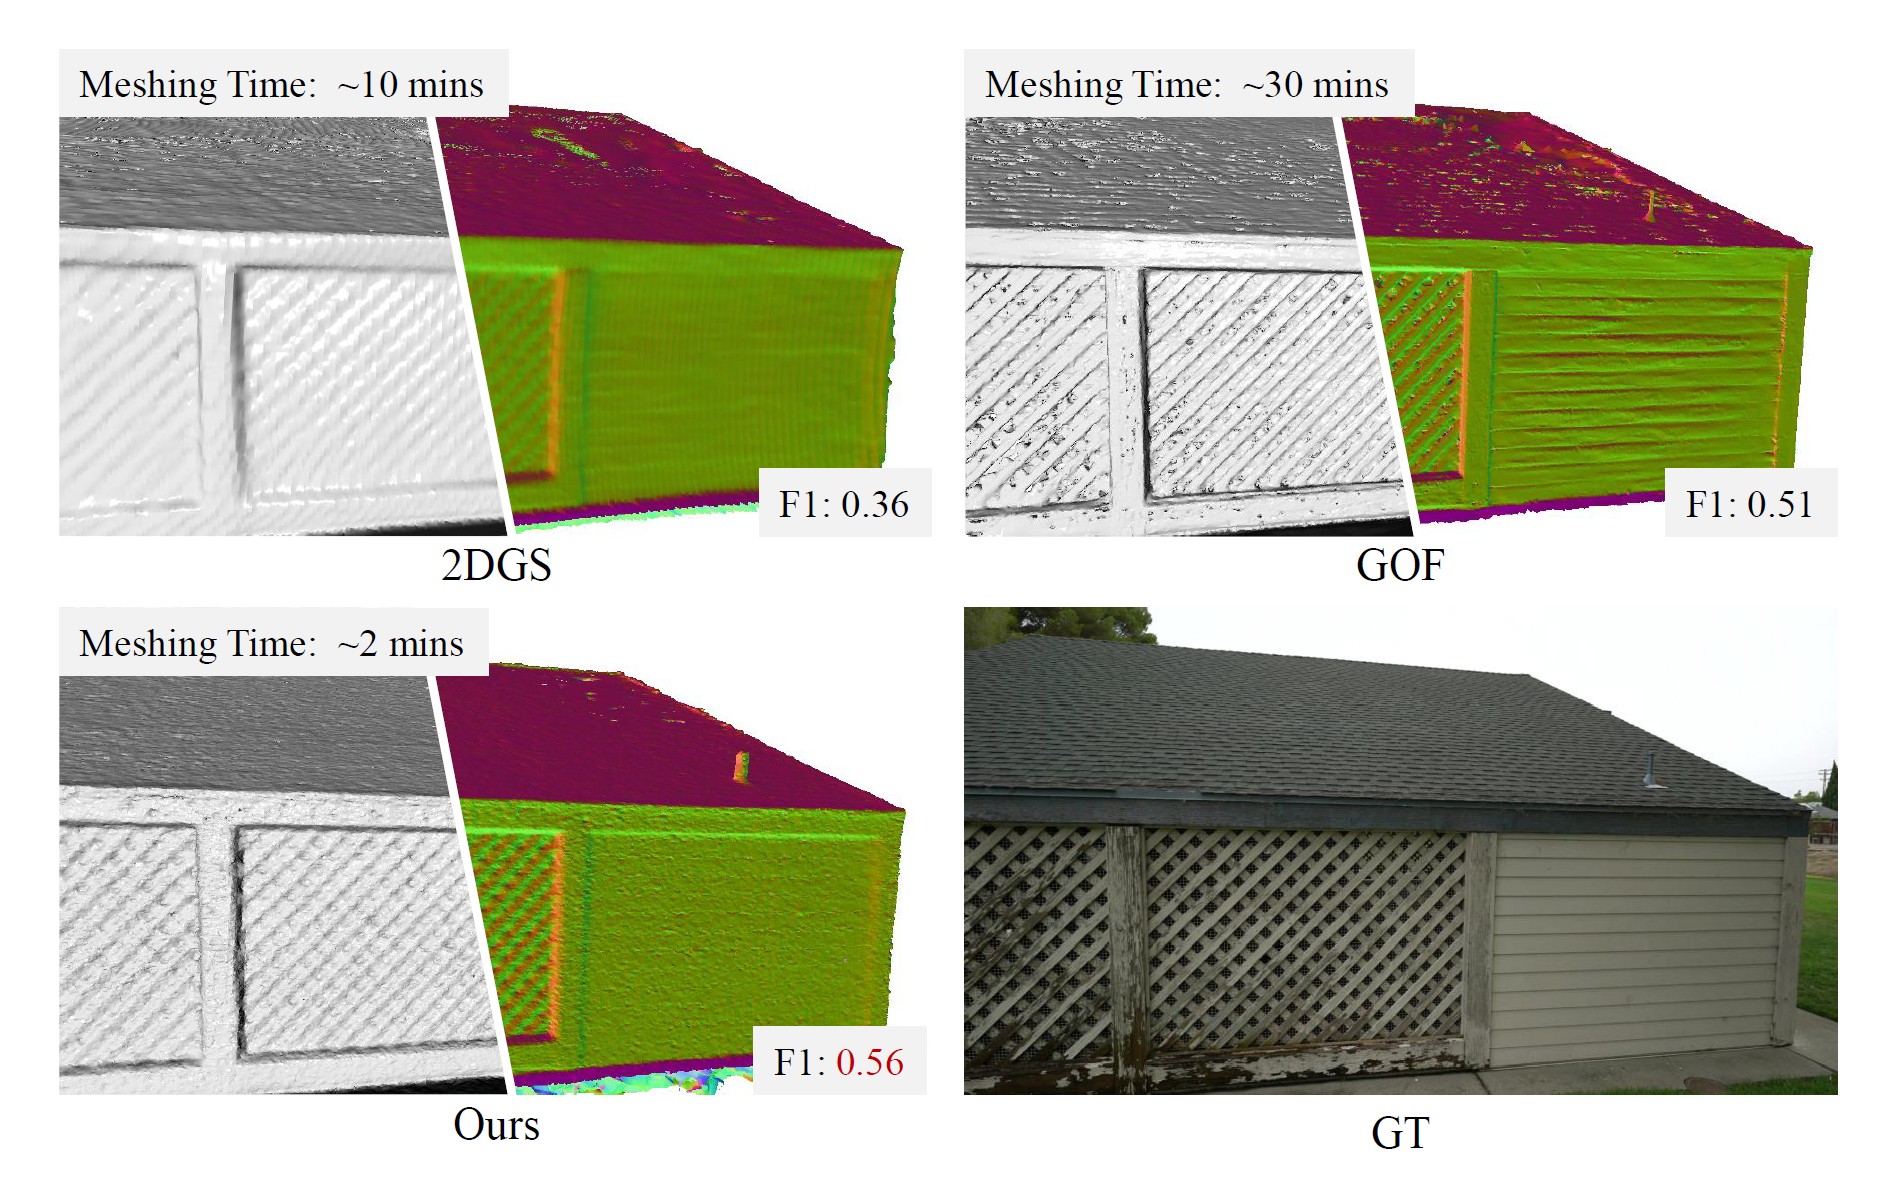 Meshing Time: ~10 mins
Meshing Time: ~30 mins
F1: 0.36
F1: 0.51
2DGS
GOF
Meshing Time: ~2 mins
F1: 0.56
Ours
GT